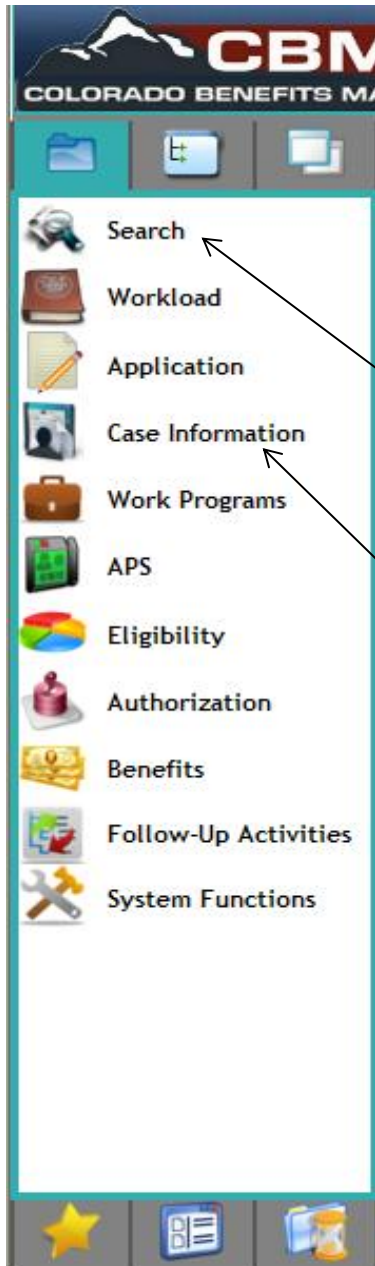 CBM
COLORADO BENEFITS MA
Search
Workload
Application
Case Information
Work Programs
APS
Eligibility
Authorization
Benefits
Follow-Up Activities
System Functions